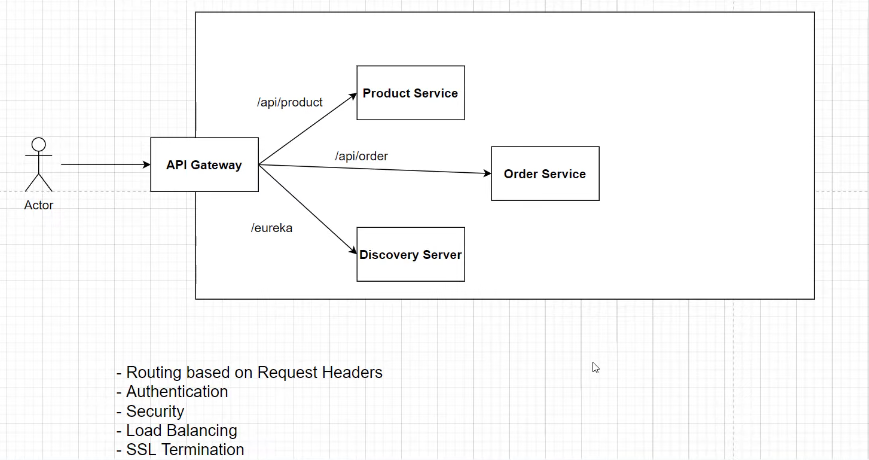 /api/product
Product Service
/api/order
API Gateway
Order Service
Actor
/eureka
Discovery Server
- Routing based on Request Headers
- Authentication
- Security
- Load Balancing
- SSL Termination